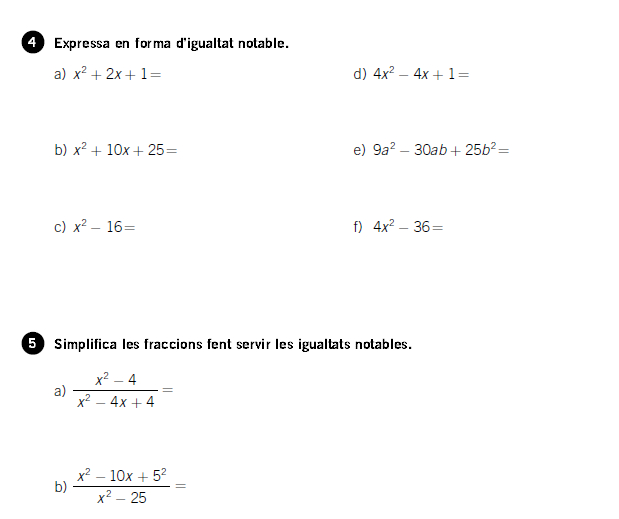 4 Expressa en forma d'igualtat notable.
a) x² + 2x + 1 =
d) 4x² – 4x + 1 =
b) x² + 10x + 25 =
e) 9a² – 30ab + 25b² =
c) x² – 16 =
f) 4x² – 36 =
5 Simplifica les fraccions fent servir les igualtats notables.
x² – 4
a) =
x² – 4x + 4
x² – 10x + 5²
b) =
x² – 25